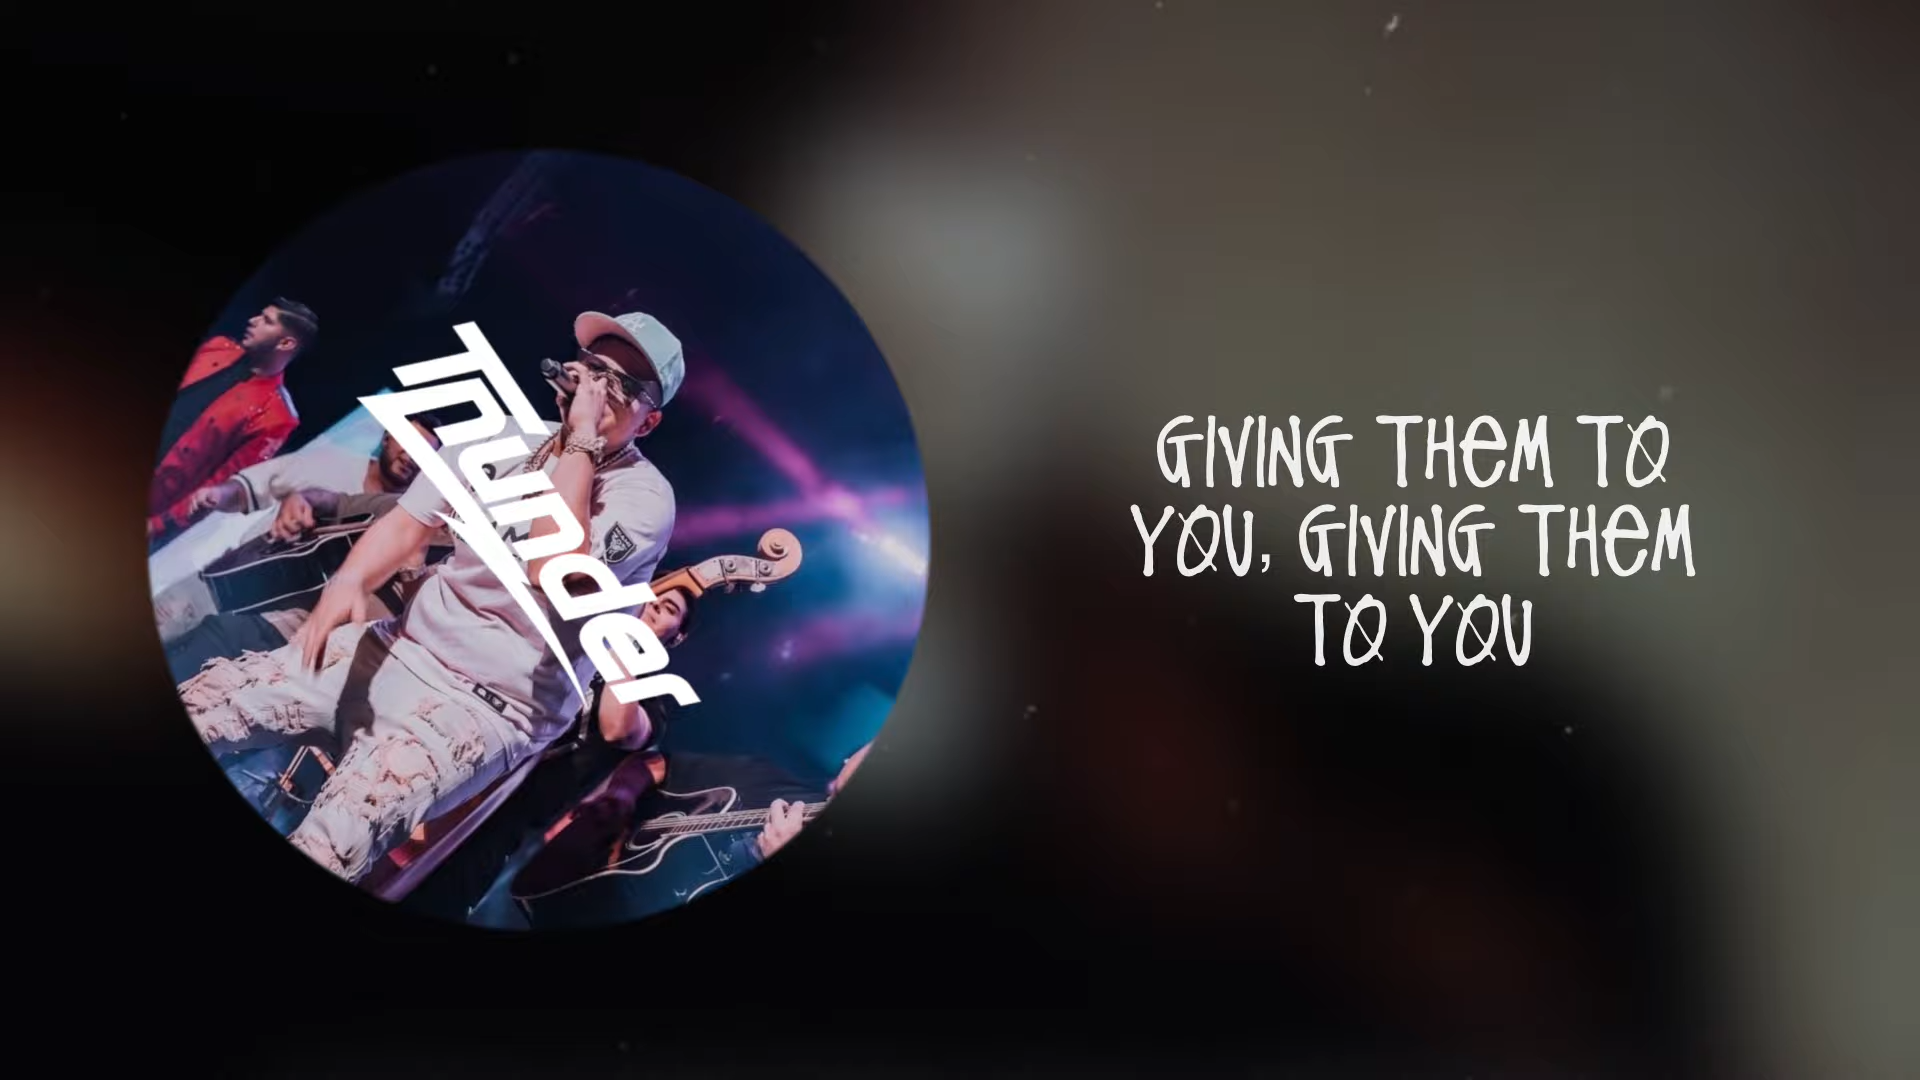 Thunder
GIVING THeM TO
YOU, GIVING THeM
TO YOU